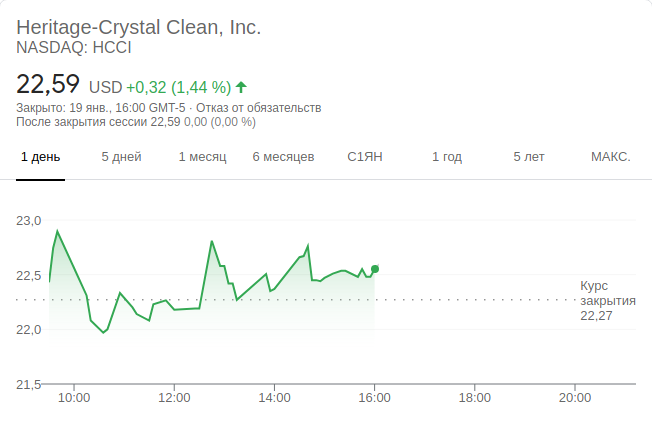 Heritage-Crystal Clean, Inc.
NASDAQ: HCCI
22,59 USD +0,32 (1,44 %)
Закрыто: 19 янв., 16:00 GMT-5 · Отказ от обязательств
После закрытия сессии 22,59 0,00 (0,00 %)
1 день 5 дней 1 месяц 6 месяцев С1ЯН 1 год 5 лет МАКС.
23,0
22,5
Курс
закрытия
22,27
22,0
21,5
10:00 12:00 14:00 16:00 18:00 20:00